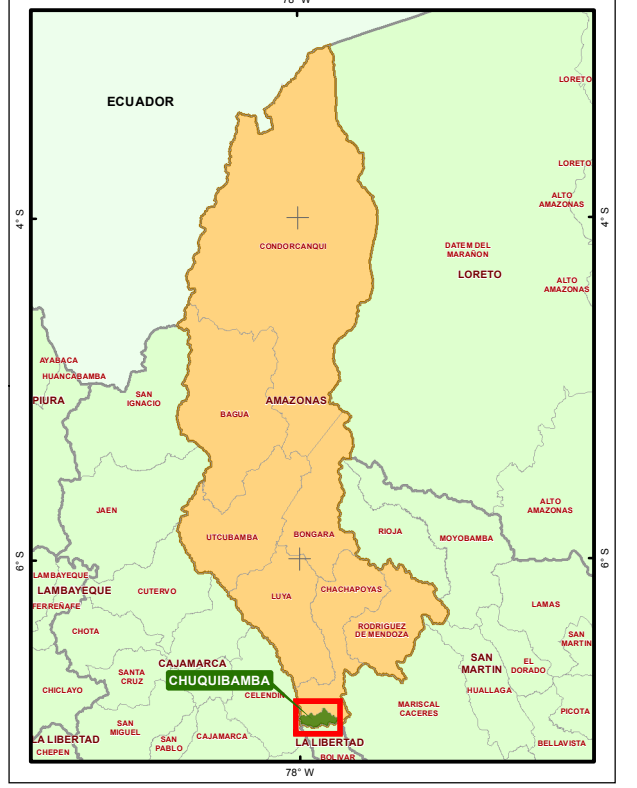 78° W
ECUADOR
LORETO
LORETO
ALTO
AMAZONAS
4° S
4° S
CONDORCANQUI
DATEM DEL
MARAÑON
LORETO
ALTO
AMAZONAS
AYABACA
HUANCABAMBA
PIURA
SAN
IGNACIO
AMAZONAS
BAGUA
JAEN
ALTO
AMAZONAS
UTCUBAMBA
BONGARA
RIOJA
MOYOBAMBA
6° S
6° S
LAMBAYEQUE
LAMBAYEQUE
FERREÑAFE
CUTERVO
LUYA
CHACHAPOYAS
LAMAS
CHOTA
RODRIGUEZ
DE MENDOZA
SAN
MARTIN
CAJAMARCA
SAN
MARTIN
EL
DORADO
SANTA
CRUZ
CHUQUIBAMBA
CHICLAYO
CELENDIN
HUALLAGA
MARISCAL
CACERES
PICOTA
SAN
MIGUEL
LA LIBERTAD
CHEPEN
SAN
PABLO
CAJAMARCA
LA LIBERTAD
BELLAVISTA
BOLIVAR
78° W